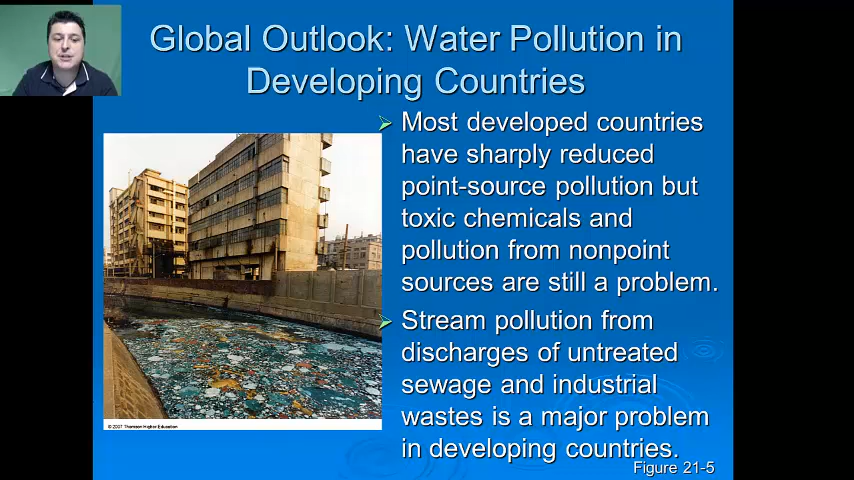 Global Outlook: Water Pollution in
Developing Countries
Most developed countries
have sharply reduced
point-source pollution but
toxic chemicals and
pollution from nonpoint
sources are still a problem.
Stream pollution from
discharges of untreated
sewage and industrial
wastes is a major problem
in developing countries.
© 2007 Thomson Higher Education
Figure 21-5